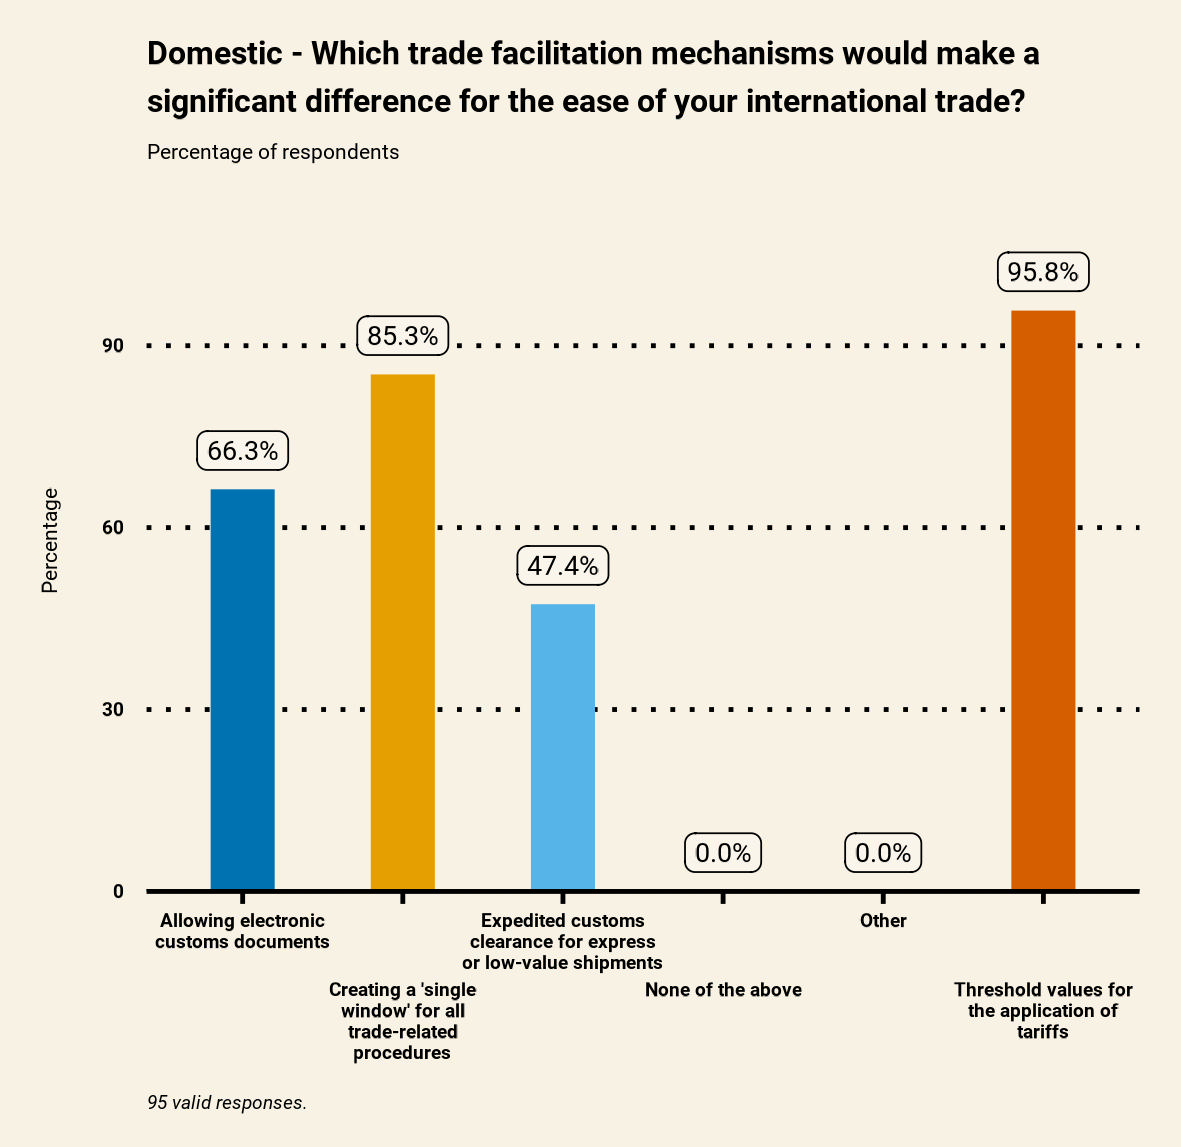 Domestic - Which trade facilitation mechanisms would make a
significant difference for the ease of your international trade?
Percentage of respondents
95.8%
90
85.3%
66.3%
Percentage
60
47.4%
30
0.0%
0.0%
0
Allowing electronic
customs documents
Expedited customs
clearance for express
or low-value shipments
Other
Creating a 'single
window' for all
trade-related
procedures
None of the above
Threshold values for
the application of
tariffs
95 valid responses.